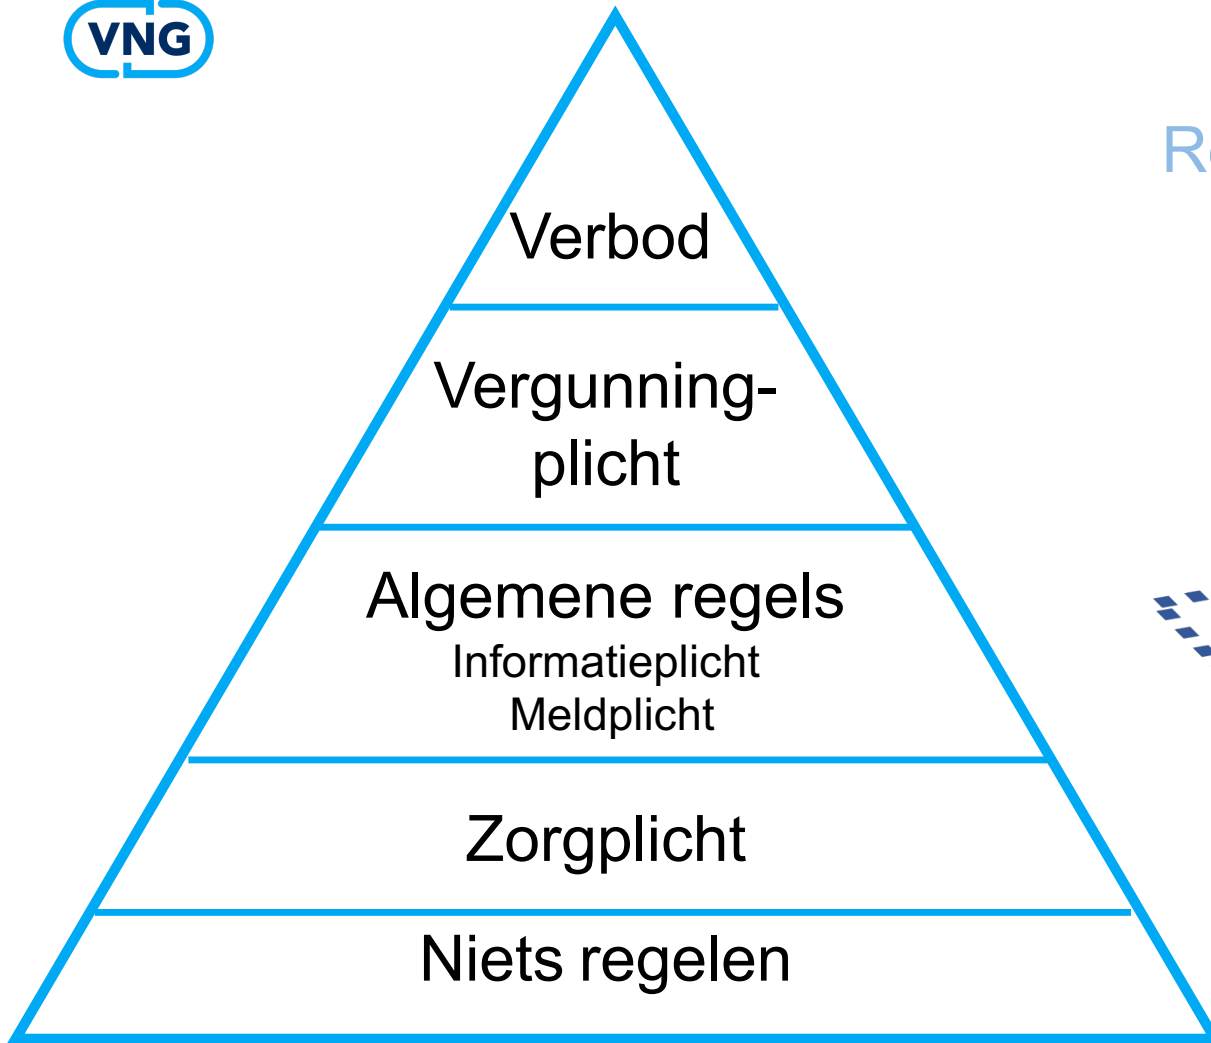 VNG
Verbod
Vergunning-
plicht
Algemene regels
Informatieplicht
Meldplicht
Zorgplicht
Niets regelen